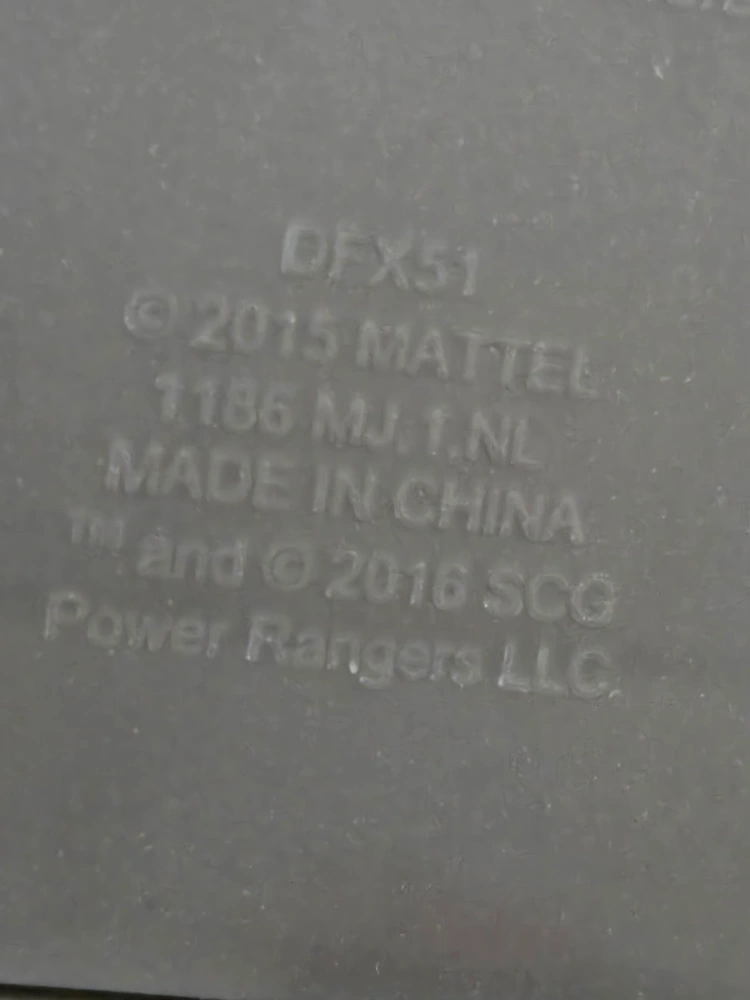 DFX51
© 2015 MATTEL
1186 MJ.1.NL
MADE IN CHINA
™ and © 2016 SCG
Power Rangers LLC.